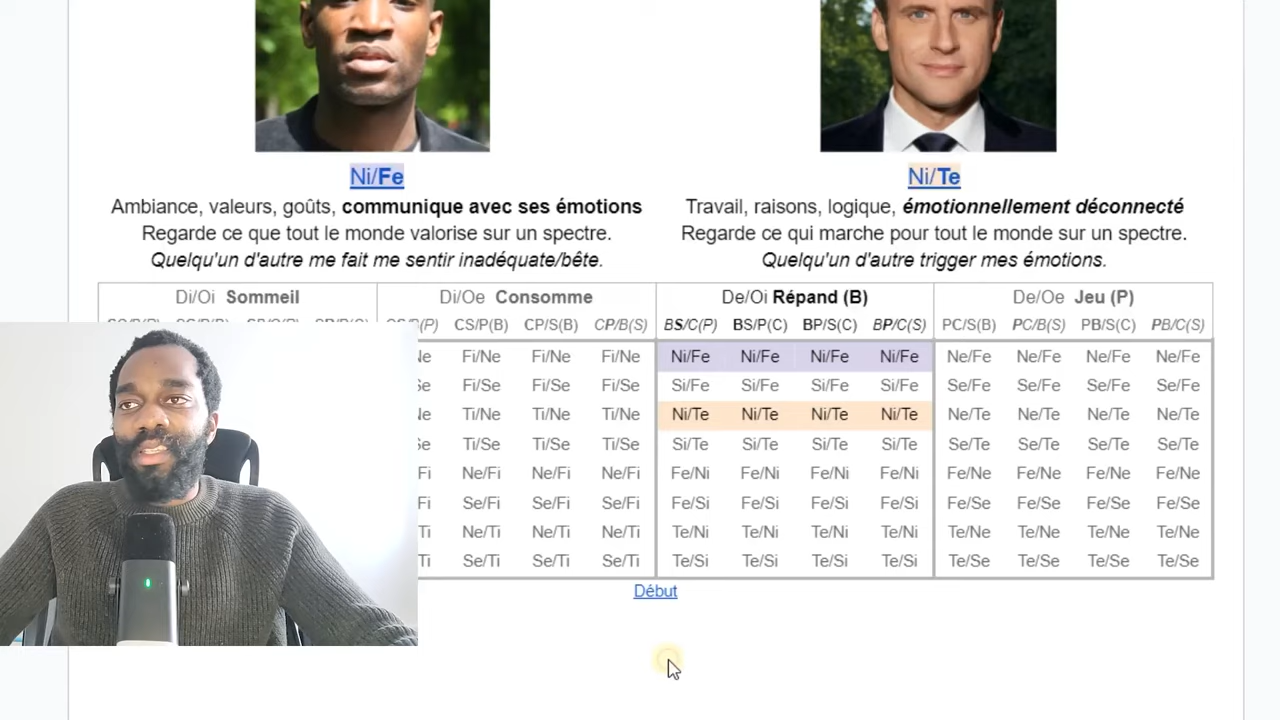 Ni/Fe Ni/Te
Ambiance, valeurs, goûts, communique avec ses émotions Travail, raisons, logique, émotionnellement déconnecté
Regarde ce que tout le monde valorise sur un spectre. Regarde ce qui marche pour tout le monde sur un spectre.
Quelqu'un d'autre me fait me sentir inadéquate/bête. Quelqu'un d'autre trigger mes émotions.
Di/Oi Sommeil Di/Oe Consomme De/Oi Répand (B) De/Oe Jeu (P)
CS/P(B) CP/S(B) CP/B(S) BS/C(P) BS/P(C) BP/S(C) BP/C(S) PC/S(B) PC/B(S) PB/S(C) PB/C(S)
Fi/Ne Fi/Ne Fi/Ne Ni/Fe Ni/Fe Ni/Fe Ni/Fe Ne/Fe Ne/Fe Ne/Fe Ne/Fe
Fi/Se Fi/Se Fi/Se Si/Fe Si/Fe Si/Fe Si/Fe Se/Fe Se/Fe Se/Fe Se/Fe
Ti/Ne Ti/Ne Ti/Ne Ni/Te Ni/Te Ni/Te Ni/Te Ne/Te Ne/Te Ne/Te Ne/Te
Ti/Se Ti/Se Ti/Se Si/Te Si/Te Si/Te Si/Te Se/Te Se/Te Se/Te Se/Te
Ne/Fi Ne/Fi Ne/Fi Fe/Ni Fe/Ni Fe/Ni Fe/Ni Fe/Ne Fe/Ne Fe/Ne Fe/Ne
Se/Fi Se/Fi Se/Fi Fe/Si Fe/Si Fe/Si Fe/Si Fe/Se Fe/Se Fe/Se Fe/Se
Ne/Ti Ne/Ti Ne/Ti Te/Ni Te/Ni Te/Ni Te/Ni Te/Ne Te/Ne Te/Ne Te/Ne
Se/Ti Se/Ti Se/Ti Te/Si Te/Si Te/Si Te/Si Te/Se Te/Se Te/Se Te/Se
Début